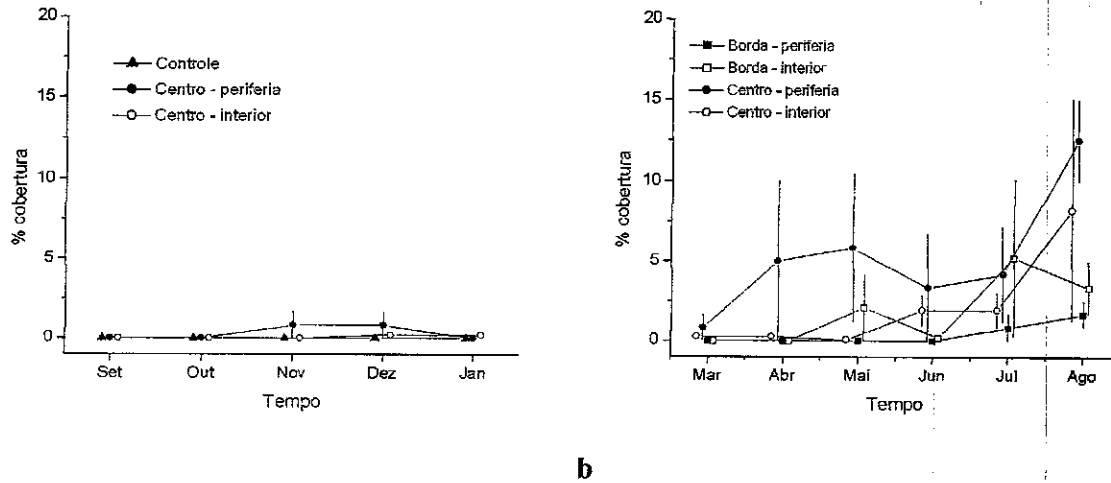 20
15
10
5
0
% cobertura
Controle
Centro - periferia
Centro - interior
Set Out Nov Dez Jan
Tempo
20
15
10
5
0
% cobertura
Borda - periferia
Borda - interior
Centro - periferia
Centro - interior
Mar Abr Mai Jun Jul Ago
Tempo
b